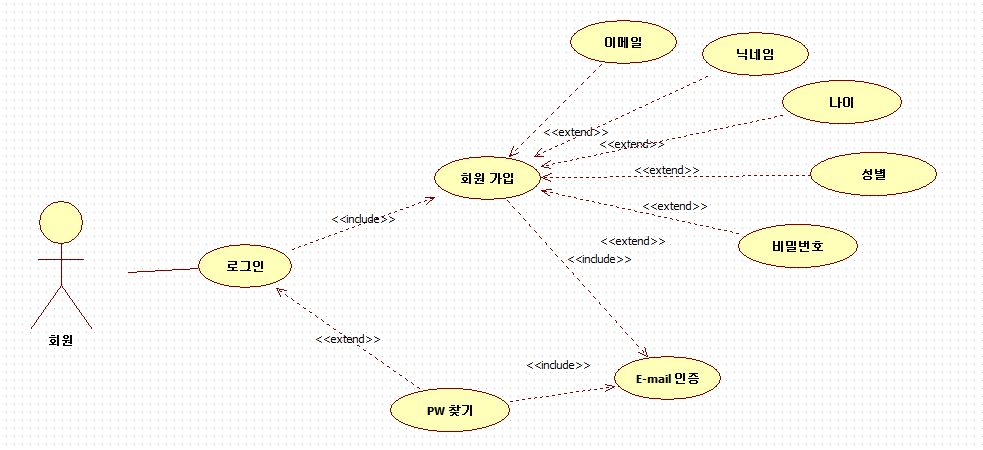 이메일
닉네임
나이
<<extend>>
<<extend>>
회원 가입
<<extend>>
성별
<<extend>>
<<include>>
<<extend>>
비밀번호
<<include>>
로그인
회원
<<extend>>
<<include>>
E-mail 인증
PW 찾기